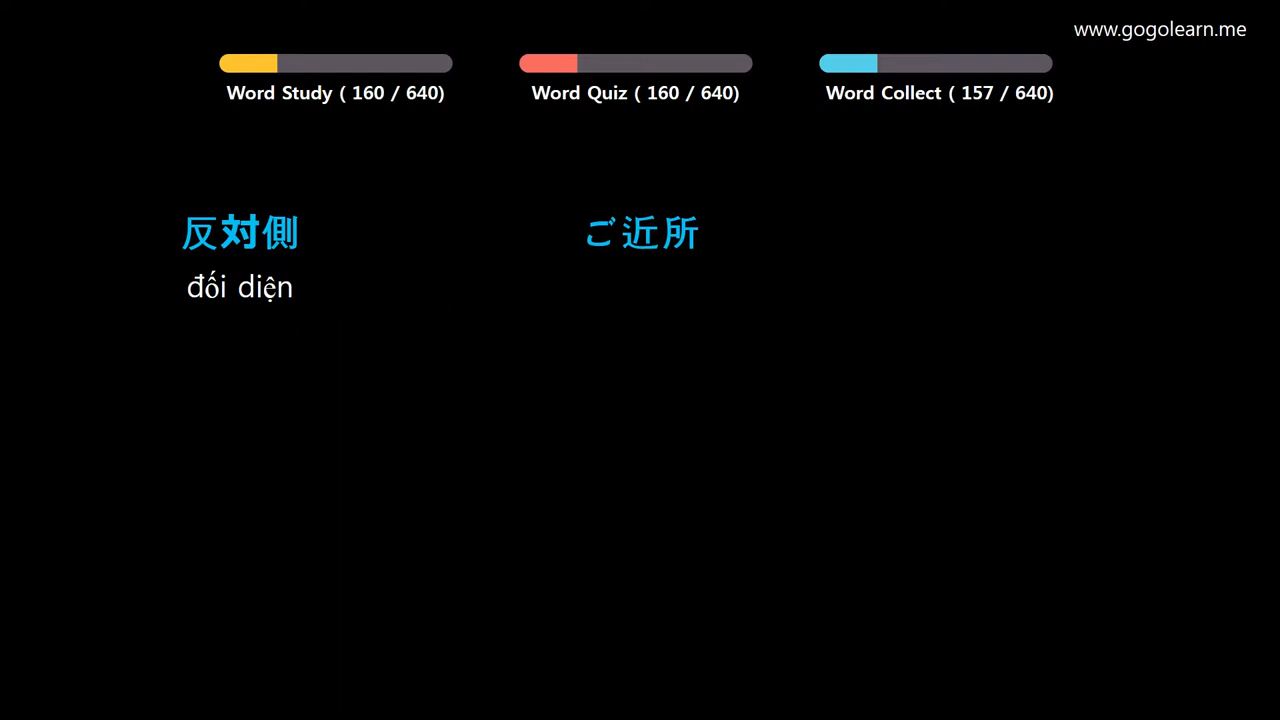 www.gogolearn.me
Word Study ( 160 / 640)
Word Quiz ( 160 / 640)
Word Collect ( 157 / 640)
反対側
ご近所
đối diện